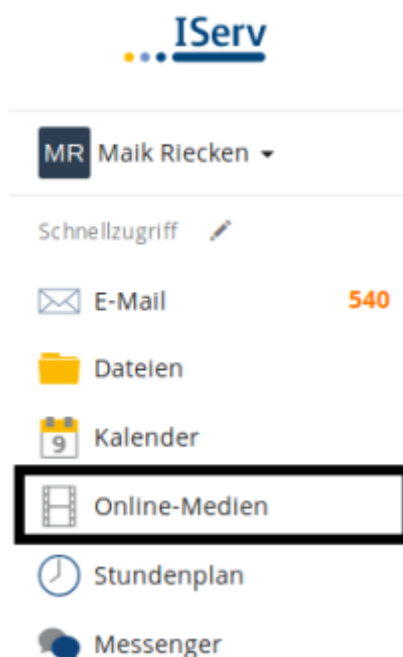 IServ
MR Maik Riecken
Schnellzugriff
E-Mail 540
Dateien
9 Kalender
Online-Medien
Stundenplan
Messenger